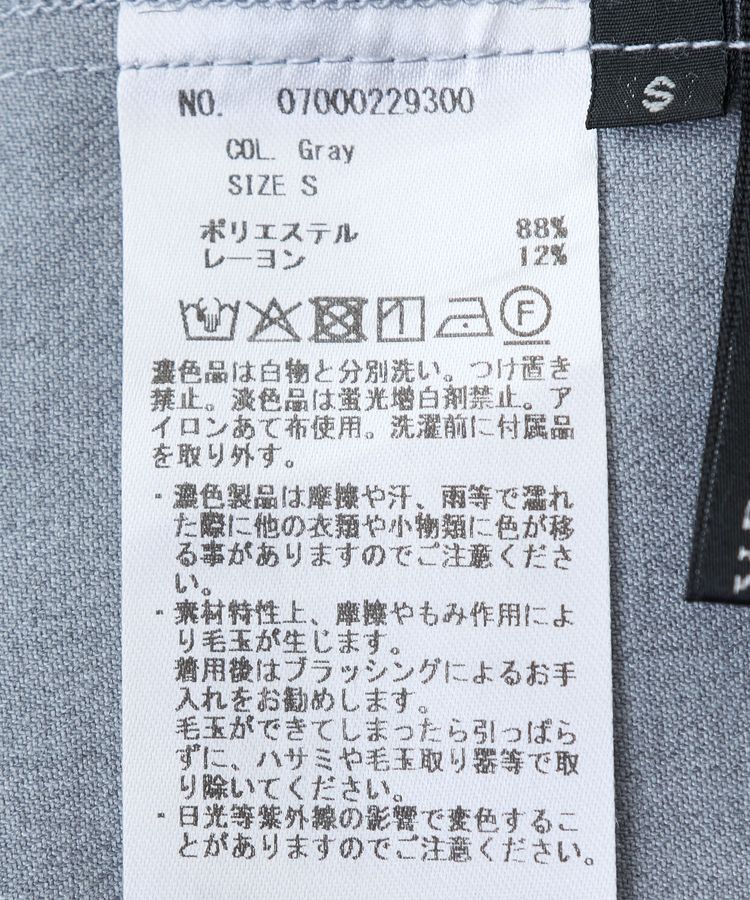 S
NO. 07000229300
COL. Gray
SIZE S
ポリエステル 88%
レーヨン 12%
F
濃色品は白物と分別洗い。つけ置き
禁止。淡色品は蛍光増白剤禁止。ア
イロンあて布使用。洗濯前に付属品
を取り外す。
・濃色製品は摩擦や汗、雨等で濡れ
た際に他の衣類や小物類に色が移
る事がありますのでご注意くださ
い。
・素材特性上、摩擦やもみ作用によ
り毛玉が生じます。
着用後はブラッシングによるお手
入れをお勧めします。
毛玉ができてしまったら引っぱら
ずに、ハサミや毛玉取り器等で取
り除いてください。
・日光等紫外線の影響で変色するこ
とがありますのでご注意ください。